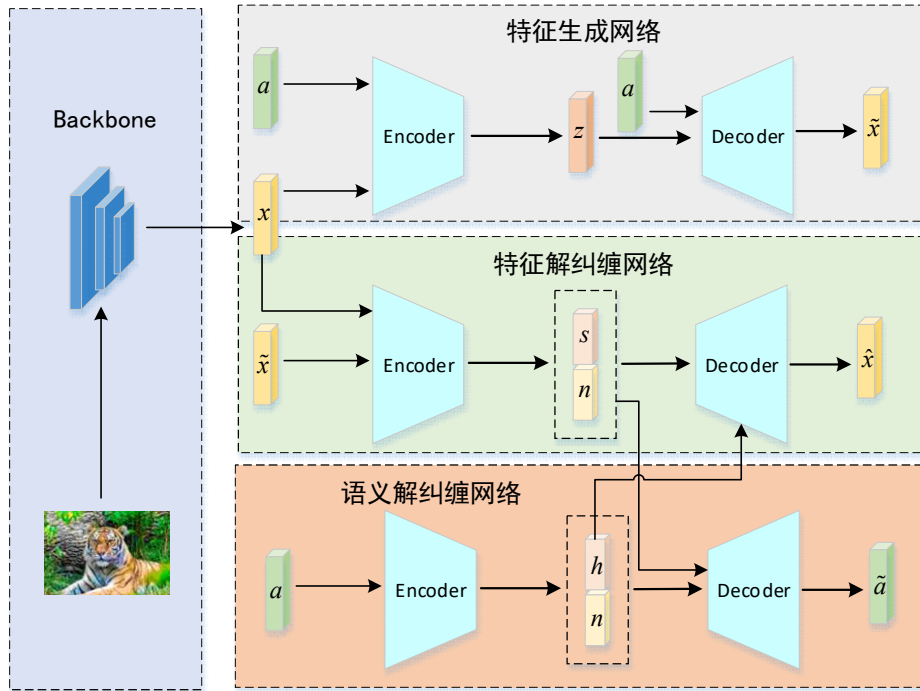 Backbone
特征生成网络
a
x
Encoder
z
a
Decoder
x̃
特征解纠缠网络
x̃
Encoder
s
n
Decoder
x̂
语义解纠缠网络
a
Encoder
h
n
Decoder
ã